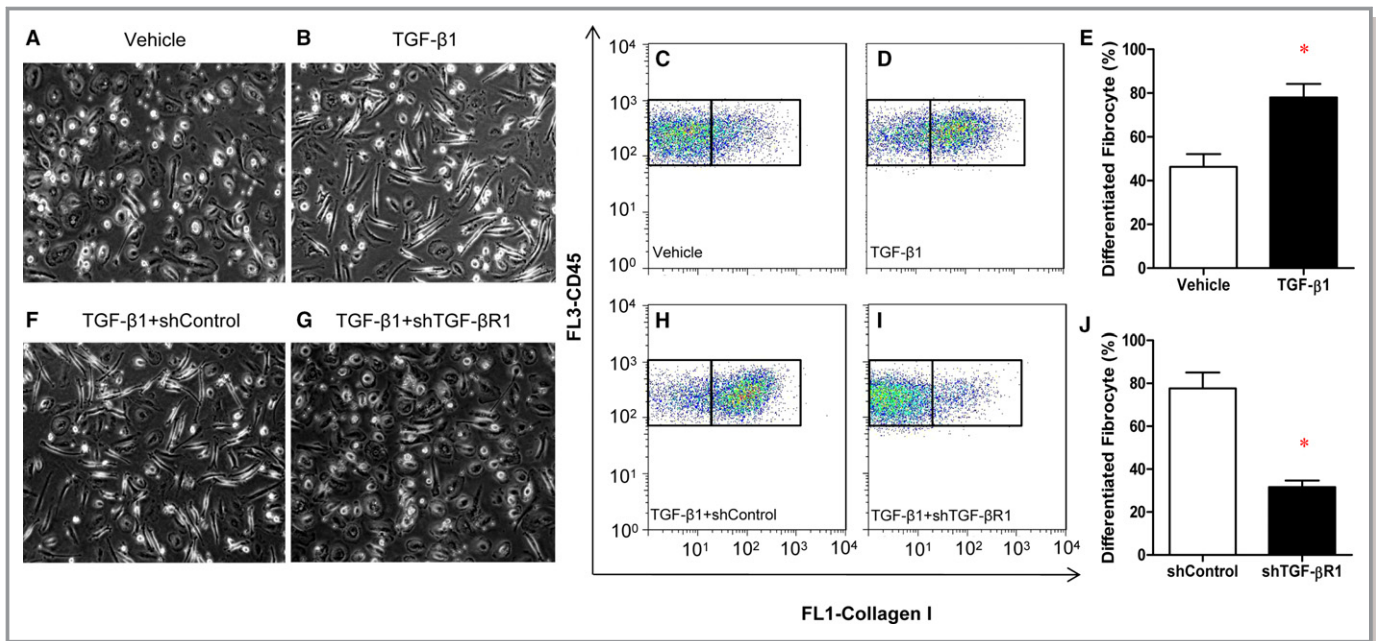 A Vehicle
B TGF-β1
F TGF-β1+shControl
G TGF-β1+shTGF-βR1
FL3-CD45
10⁴
10³
10²
10¹
10⁰
C
Vehicle
D
TGF-β1
10⁴
10³
10²
10¹
10⁰
H
TGF-β1+shControl
I
TGF-β1+shTGF-βR1
10¹ 10² 10³ 10⁴
10¹ 10² 10³ 10⁴
FL1-Collagen I
E
Differentiated Fibrocyte (%)
100
80
60
40
20
0
*
Vehicle TGF-β1
J
Differentiated Fibrocyte (%)
100
80
60
40
20
0
*
shControl shTGF-βR1